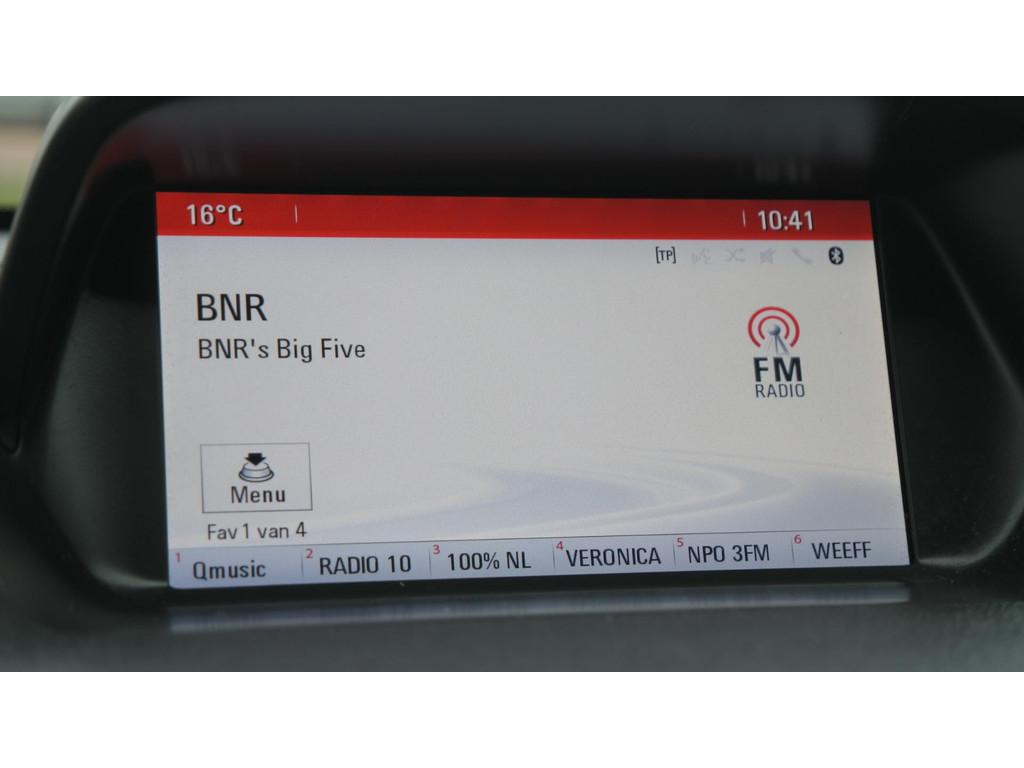 16°C
10:41
[TP]
BNR
BNR's Big Five
FM
RADIO
Menu
Fav 1 van 4
1 Qmusic 2 RADIO 10 3 100% NL 4 VERONICA 5 NPO 3FM 6 WEEFF